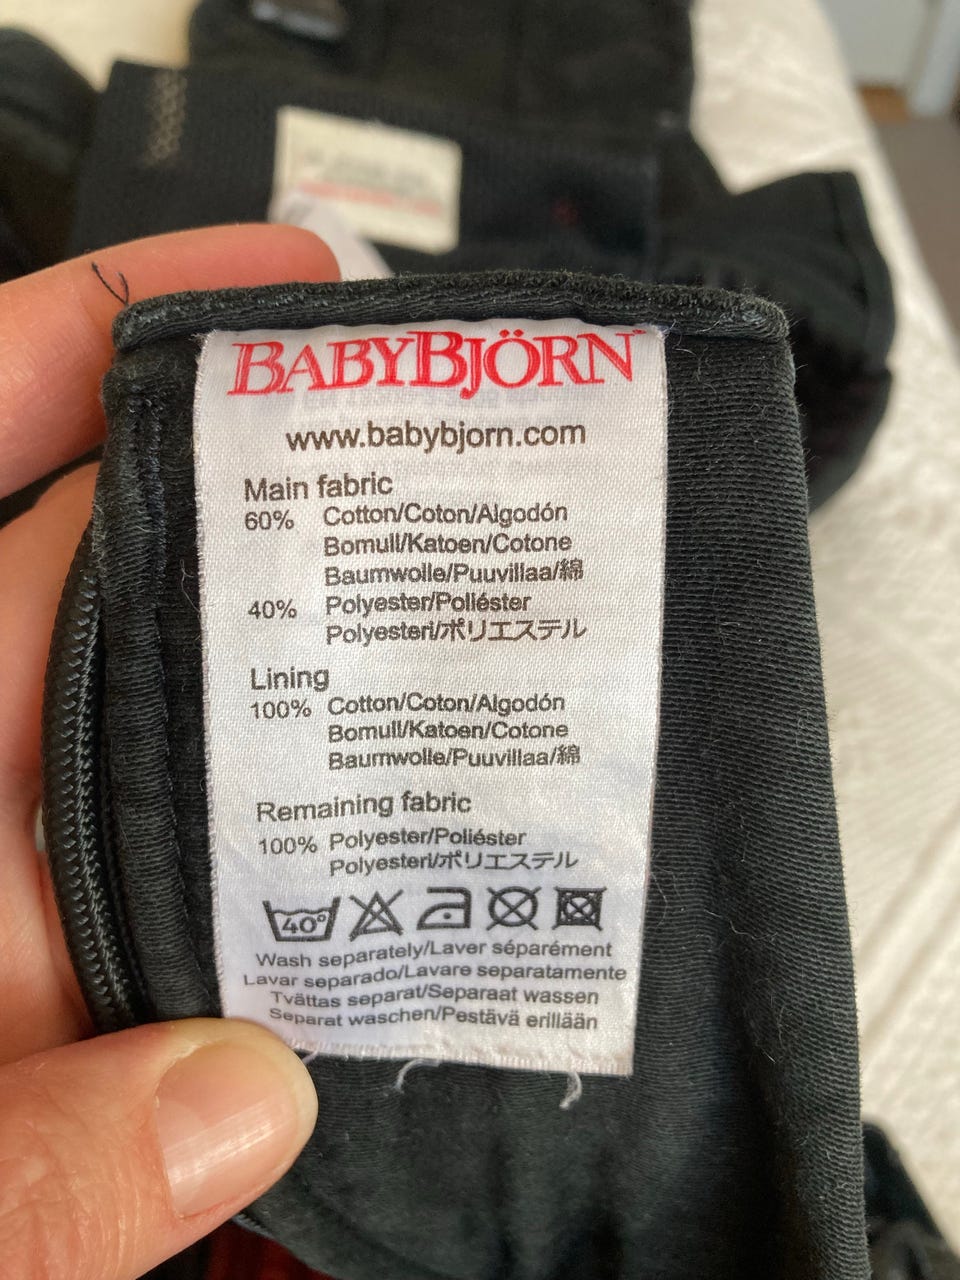 BABYBJÖRN™
www.babybjorn.com
Main fabric
60% Cotton/Coton/Algodón
Bomull/Katoen/Cotone
Baumwolle/Puuvillaa/綿
40% Polyester/Poliéster
Polyesteri/ポリエステル
Lining
100% Cotton/Coton/Algodón
Bomull/Katoen/Cotone
Baumwolle/Puuvillaa/綿
Remaining fabric
100% Polyester/Poliéster
Polyesteri/ポリエステル
40°
Wash separately/Laver séparément
Lavar separado/Lavare separatamente
Tvättas separat/Separaat wassen
Separat waschen/Pestävä erillään